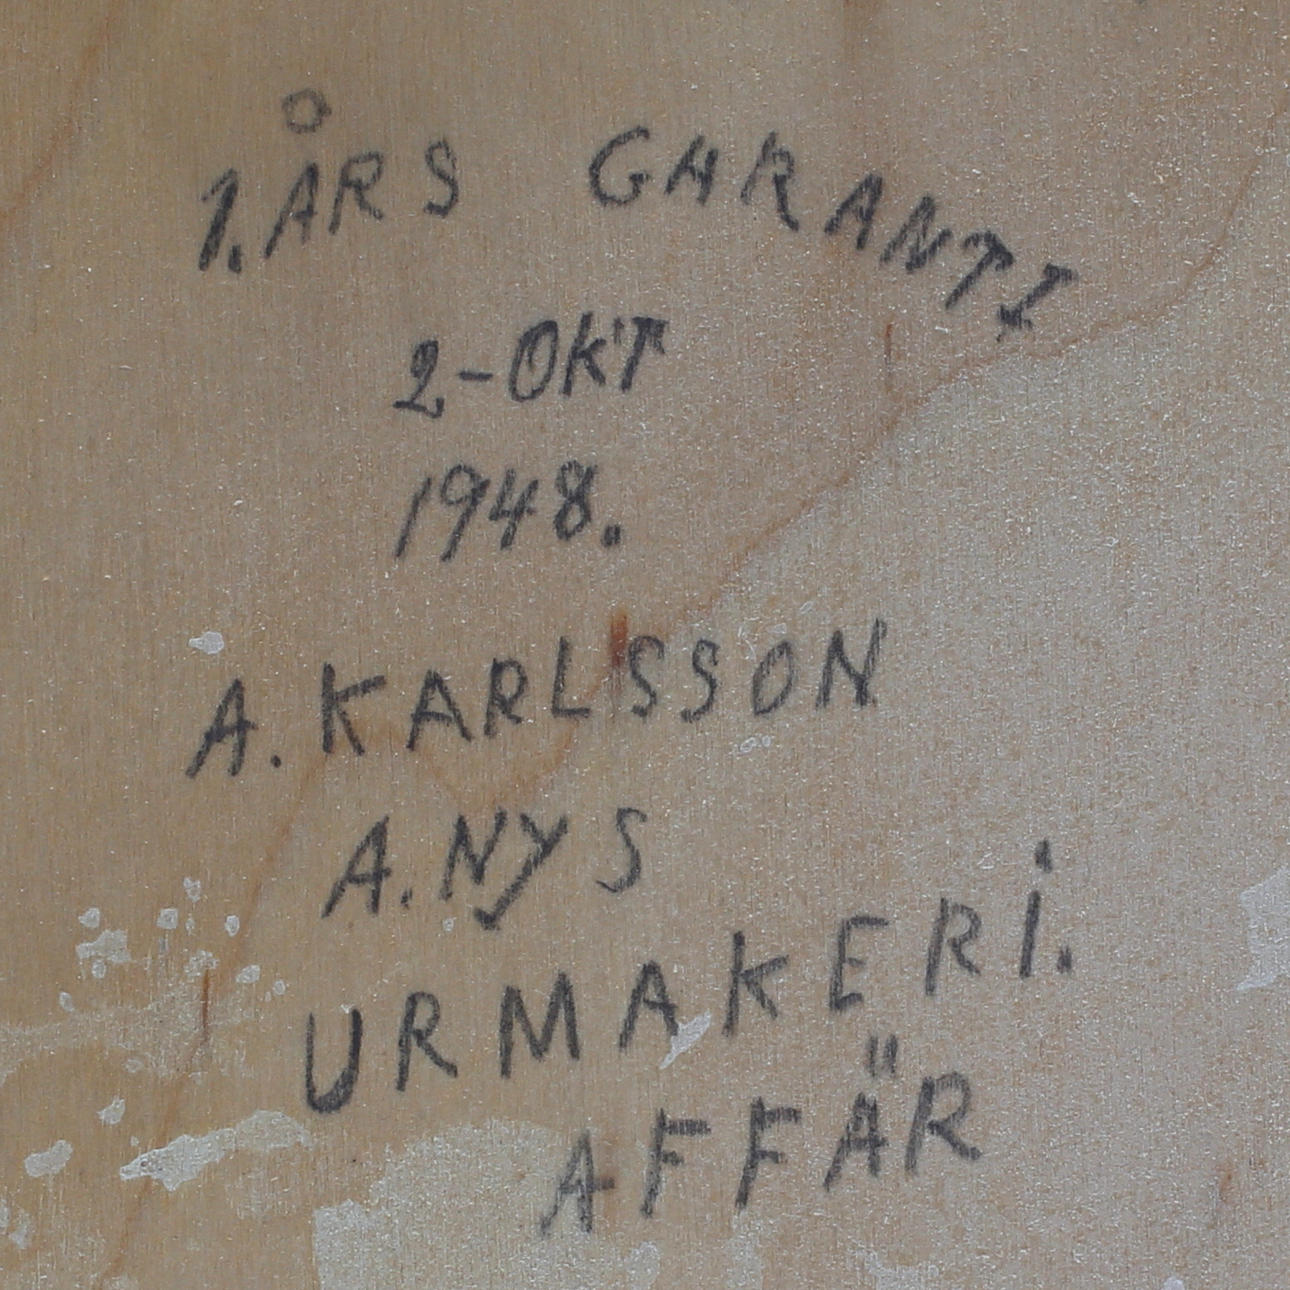 1. ÅRS GARANTI
2-OKT
1948.
A. KARLSSON
A. NYS
URMAKERI.
AFFÄR